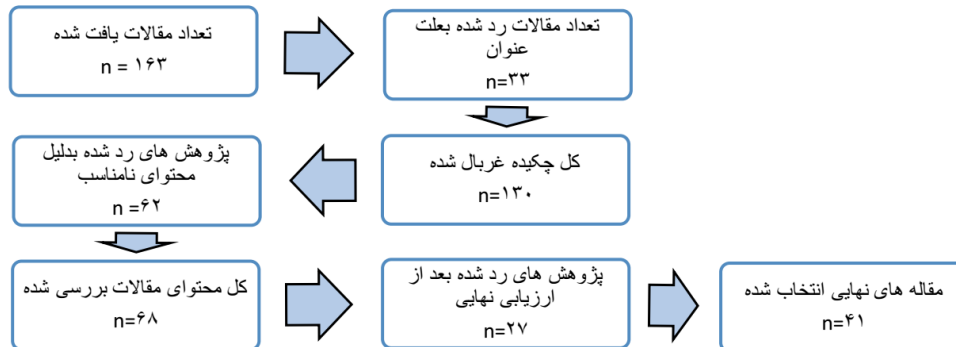 تعداد مقالات یافت شده
n = ۱۶۳
تعداد مقالات رد شده بعلت
عنوان
n=۳۳
کل چکیده غربال شده
n=۱۳۰
پژوهش های رد شده بدلیل
محتوای نامناسب
n =۶۲
کل محتوای مقالات بررسی شده
n=۶۸
پژوهش های رد شده بعد از
ارزیابی نهایی
n=۲۷
مقاله های نهایی انتخاب شده
n=۴۱